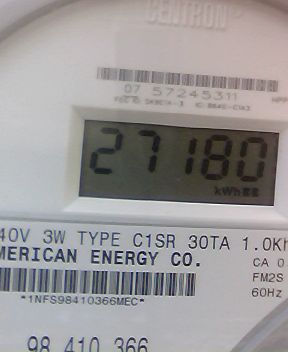 CENTRON®
07 57245311
27180
kWh
40V 3W TYPE C1SR 30TA 1.0Kh
MERICAN ENERGY CO.
CA 0
FM2S
60Hz
*1NFS98410366MEC*
98 410 366